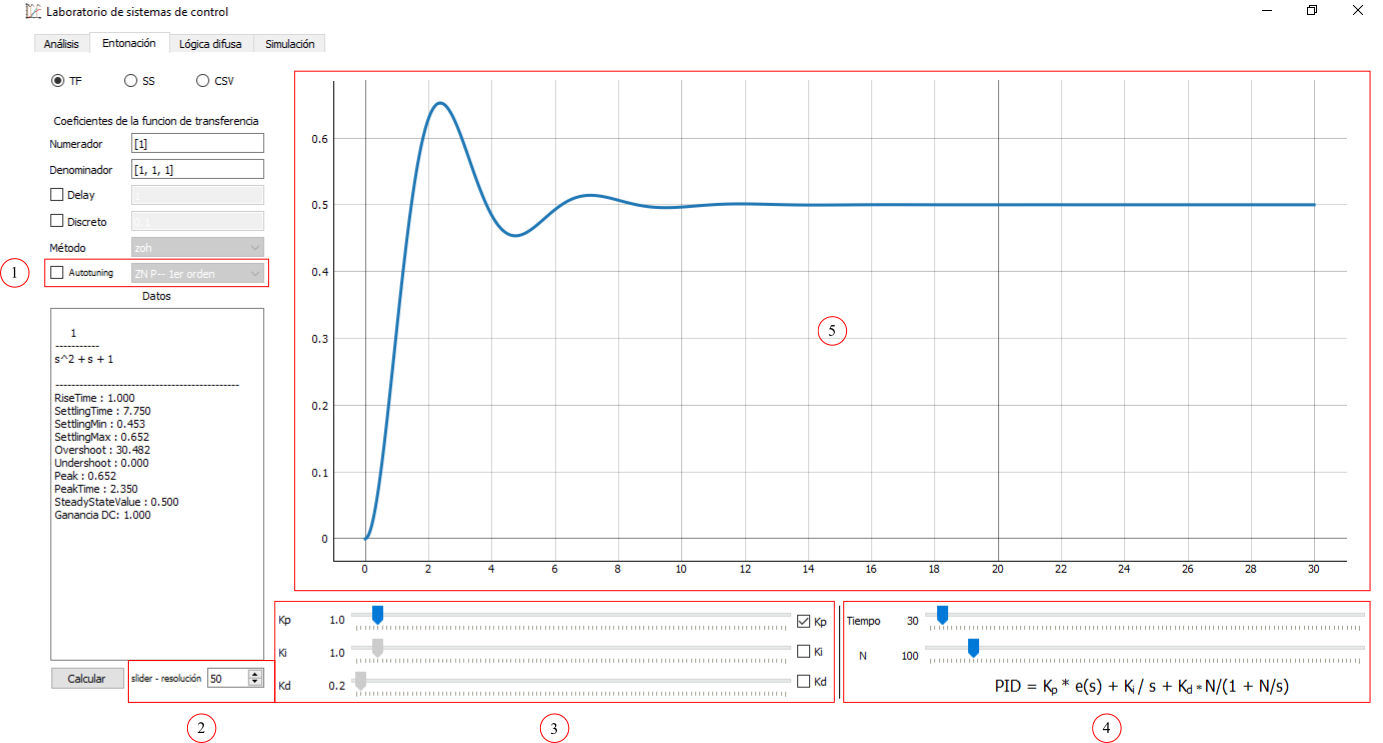 Laboratorio de sistemas de control
Análisis Entonación Lógica difusa Simulación
TF SS CSV
Coeficientes de la funcion de transferencia
Numerador [1]
Denominador [1, 1, 1]
Delay
Discreto 0.1
Método zoh
1 Autotuning ZN P-- 1er orden
Datos
1
-----------
s^2 + s + 1
----------------------------------------------
RiseTime : 1.000
SettlingTime : 7.750
SettlingMin : 0.453
SettlingMax : 0.652
Overshoot : 30.482
Undershoot : 0.000
Peak : 0.652
PeakTime : 2.350
SteadyStateValue : 0.500
Ganancia DC: 1.000
Calcular slider - resolución 50
2
0.6
0.5
0.4
0.3
0.2
0.1
0
0 2 4 6 8 10 12 14 16 18 20 22 24 26 28 30
5
Kp 1.0 Kp
Ki 1.0 Ki
Kd 0.2 Kd
3
Tiempo 30
N 100
PID = Kp * e(s) + Ki / s + Kd * N/(1 + N/s)
4